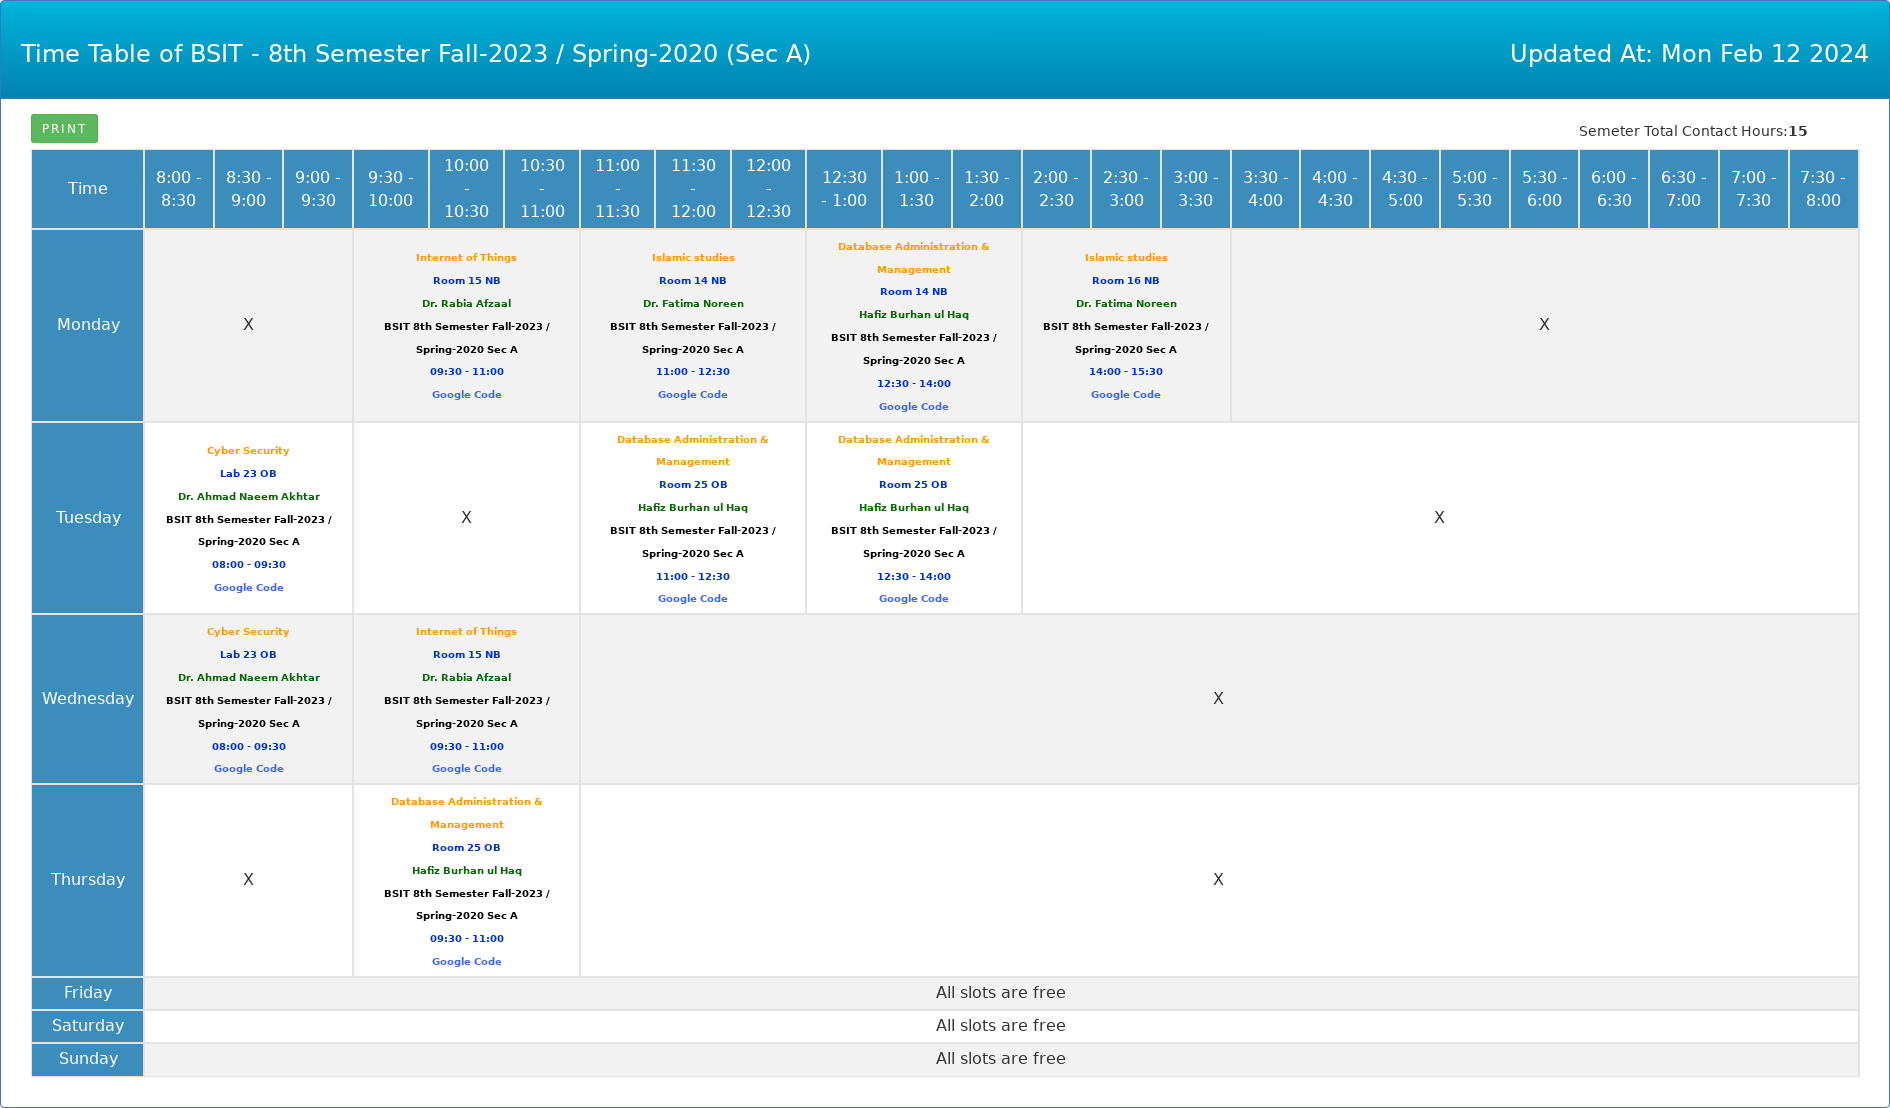 Time Table of BSIT - 8th Semester Fall-2023 / Spring-2020 (Sec A)
Updated At: Mon Feb 12 2024
PRINT
Semeter Total Contact Hours:15
Time
8:00 -
8:30
8:30 -
9:00
9:00 -
9:30
9:30 -
10:00
10:00
-
10:30
10:30
-
11:00
11:00
-
11:30
11:30
-
12:00
12:00
-
12:30
12:30
- 1:00
1:00 -
1:30
1:30 -
2:00
2:00 -
2:30
2:30 -
3:00
3:00 -
3:30
3:30 -
4:00
4:00 -
4:30
4:30 -
5:00
5:00 -
5:30
5:30 -
6:00
6:00 -
6:30
6:30 -
7:00
7:00 -
7:30
7:30 -
8:00
Monday
X
Internet of Things
Room 15 NB
Dr. Rabia Afzaal
BSIT 8th Semester Fall-2023 /
Spring-2020 Sec A
09:30 - 11:00
Google Code
Islamic studies
Room 14 NB
Dr. Fatima Noreen
BSIT 8th Semester Fall-2023 /
Spring-2020 Sec A
11:00 - 12:30
Google Code
Database Administration &
Management
Room 14 NB
Hafiz Burhan ul Haq
BSIT 8th Semester Fall-2023 /
Spring-2020 Sec A
12:30 - 14:00
Google Code
Islamic studies
Room 16 NB
Dr. Fatima Noreen
BSIT 8th Semester Fall-2023 /
Spring-2020 Sec A
14:00 - 15:30
Google Code
X
Tuesday
Cyber Security
Lab 23 OB
Dr. Ahmad Naeem Akhtar
BSIT 8th Semester Fall-2023 /
Spring-2020 Sec A
08:00 - 09:30
Google Code
X
Database Administration &
Management
Room 25 OB
Hafiz Burhan ul Haq
BSIT 8th Semester Fall-2023 /
Spring-2020 Sec A
11:00 - 12:30
Google Code
Database Administration &
Management
Room 25 OB
Hafiz Burhan ul Haq
BSIT 8th Semester Fall-2023 /
Spring-2020 Sec A
12:30 - 14:00
Google Code
X
Wednesday
Cyber Security
Lab 23 OB
Dr. Ahmad Naeem Akhtar
BSIT 8th Semester Fall-2023 /
Spring-2020 Sec A
08:00 - 09:30
Google Code
Internet of Things
Room 15 NB
Dr. Rabia Afzaal
BSIT 8th Semester Fall-2023 /
Spring-2020 Sec A
09:30 - 11:00
Google Code
X
Thursday
X
Database Administration &
Management
Room 25 OB
Hafiz Burhan ul Haq
BSIT 8th Semester Fall-2023 /
Spring-2020 Sec A
09:30 - 11:00
Google Code
X
Friday
All slots are free
Saturday
All slots are free
Sunday
All slots are free